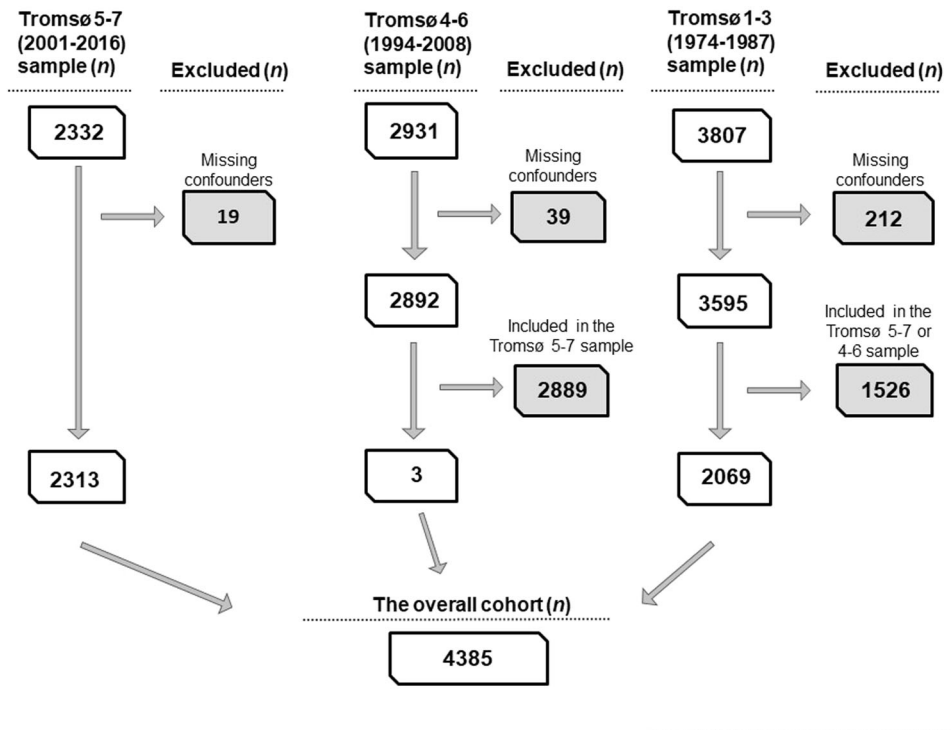 Tromsø 5-7
(2001-2016)
sample (n)
Excluded (n)
2332
Missing
confounders
19
2313
Tromsø 4-6
(1994-2008)
sample (n)
Excluded (n)
2931
Missing
confounders
39
2892
Included in the
Tromsø 5-7 sample
2889
3
Tromsø 1-3
(1974-1987)
sample (n)
Excluded (n)
3807
Missing
confounders
212
3595
Included in the
Tromsø 5-7 or
4-6 sample
1526
2069
The overall cohort (n)
4385